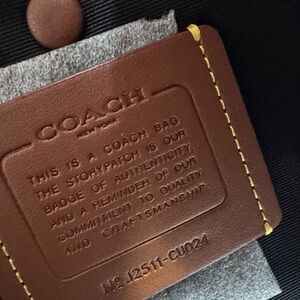 COACH
NEW YORK
THIS IS A COACH BAG
THE STORYPATCH IS OUR
BADGE OF AUTHENTICITY,
AND A REMINDER OF OUR
COMMITMENT TO QUALITY
AND CRAFTSMANSHIP.
Nº J2511-CU024